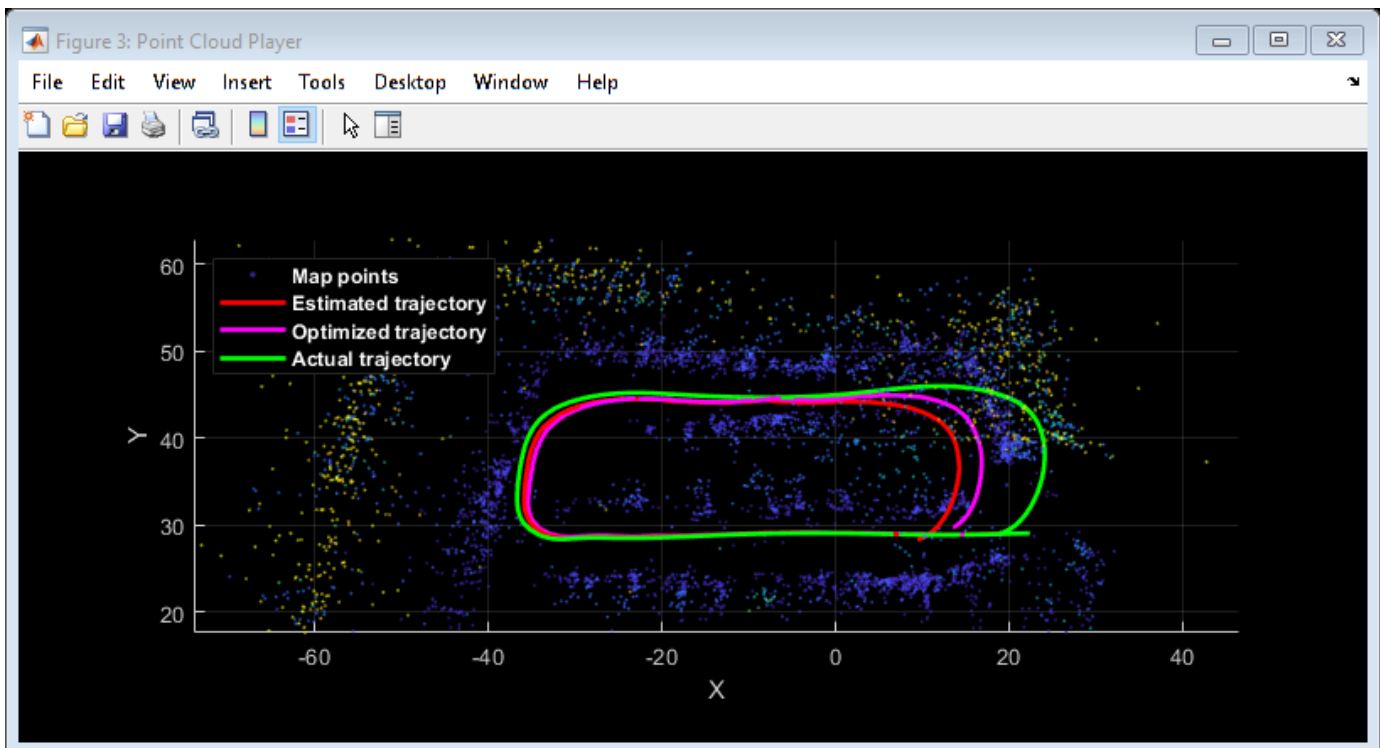 Figure 3: Point Cloud Player
File Edit View Insert Tools Desktop Window Help
Map points
Estimated trajectory
Optimized trajectory
Actual trajectory
60
50
40
30
20
Y
-60 -40 -20 0 20 40
X